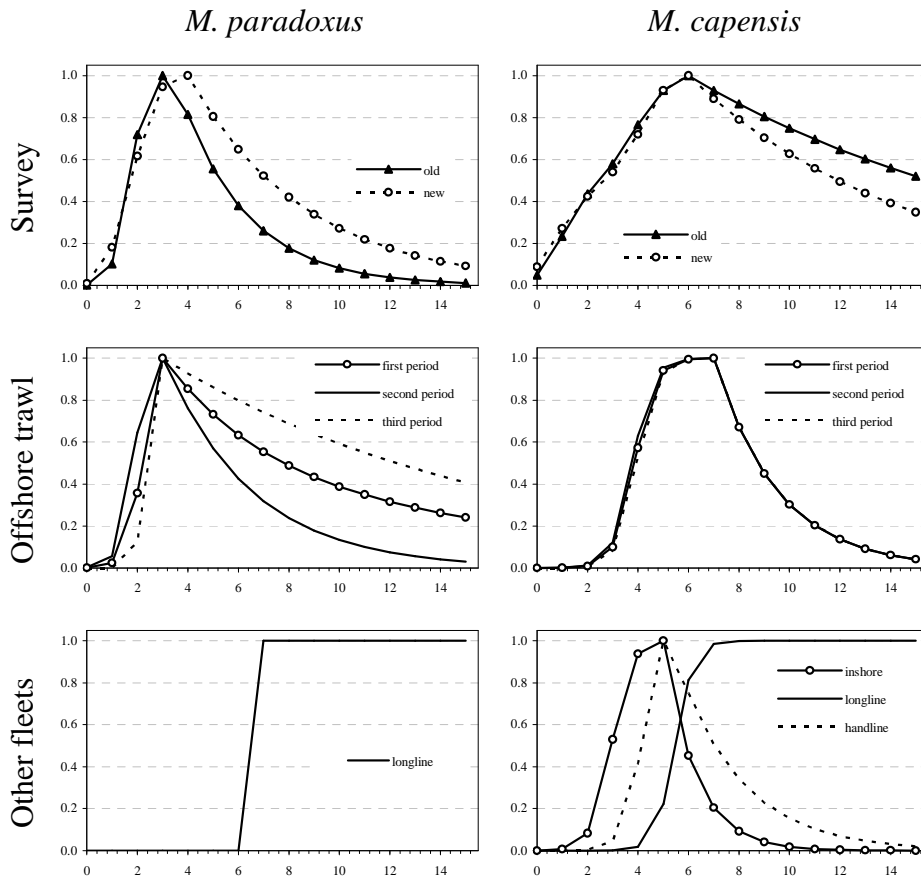 M. paradoxus
M. capensis
Survey
1.0
0.8
0.6
0.4
0.2
0.0
0 2 4 6 8 10 12 14
old
new
1.0
0.8
0.6
0.4
0.2
0.0
0 2 4 6 8 10 12 14
old
new
Offshore trawl
1.0
0.8
0.6
0.4
0.2
0.0
0 2 4 6 8 10 12 14
first period
second period
third period
1.0
0.8
0.6
0.4
0.2
0.0
0 2 4 6 8 10 12 14
first period
second period
third period
Other fleets
1.0
0.8
0.6
0.4
0.2
0.0
0 2 4 6 8 10 12 14
longline
1.0
0.8
0.6
0.4
0.2
0.0
0 2 4 6 8 10 12 14
inshore
longline
handline